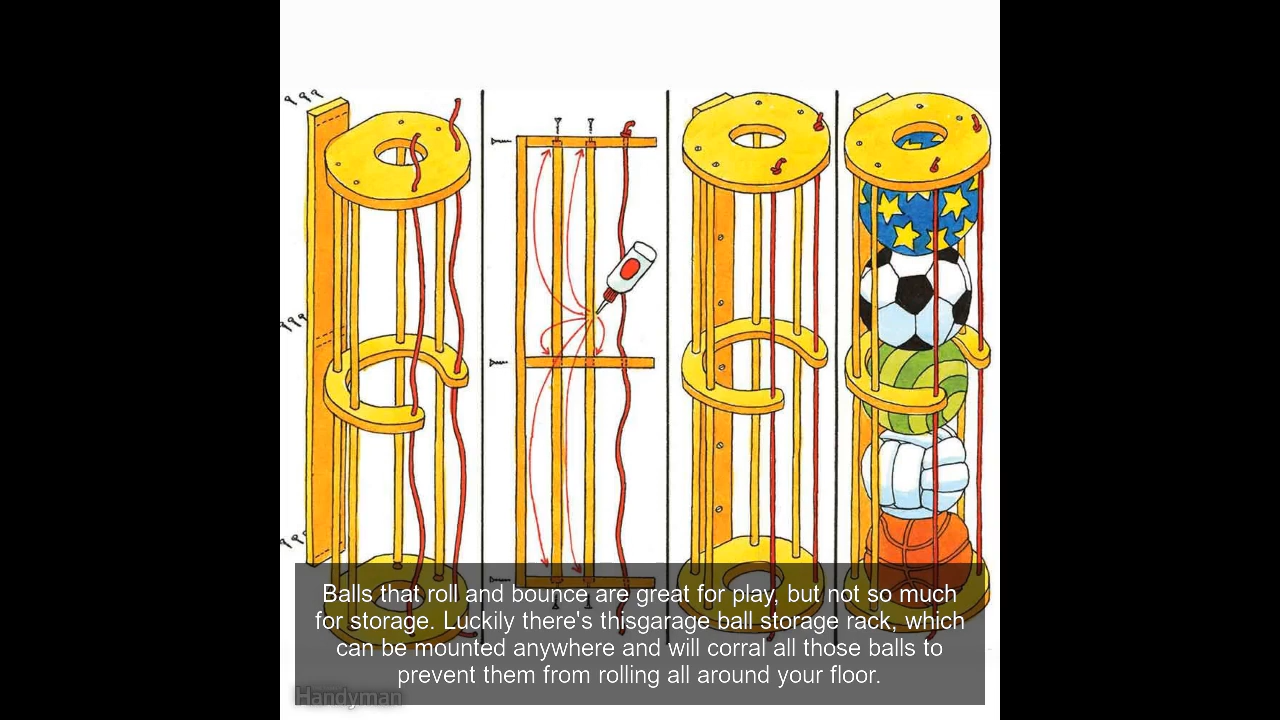 Balls that roll and bounce are great for play, but not so much
for storage. Luckily there's thisgarage ball storage rack, which
can be mounted anywhere and will corral all those balls to
prevent them from rolling all around your floor.
Handyman